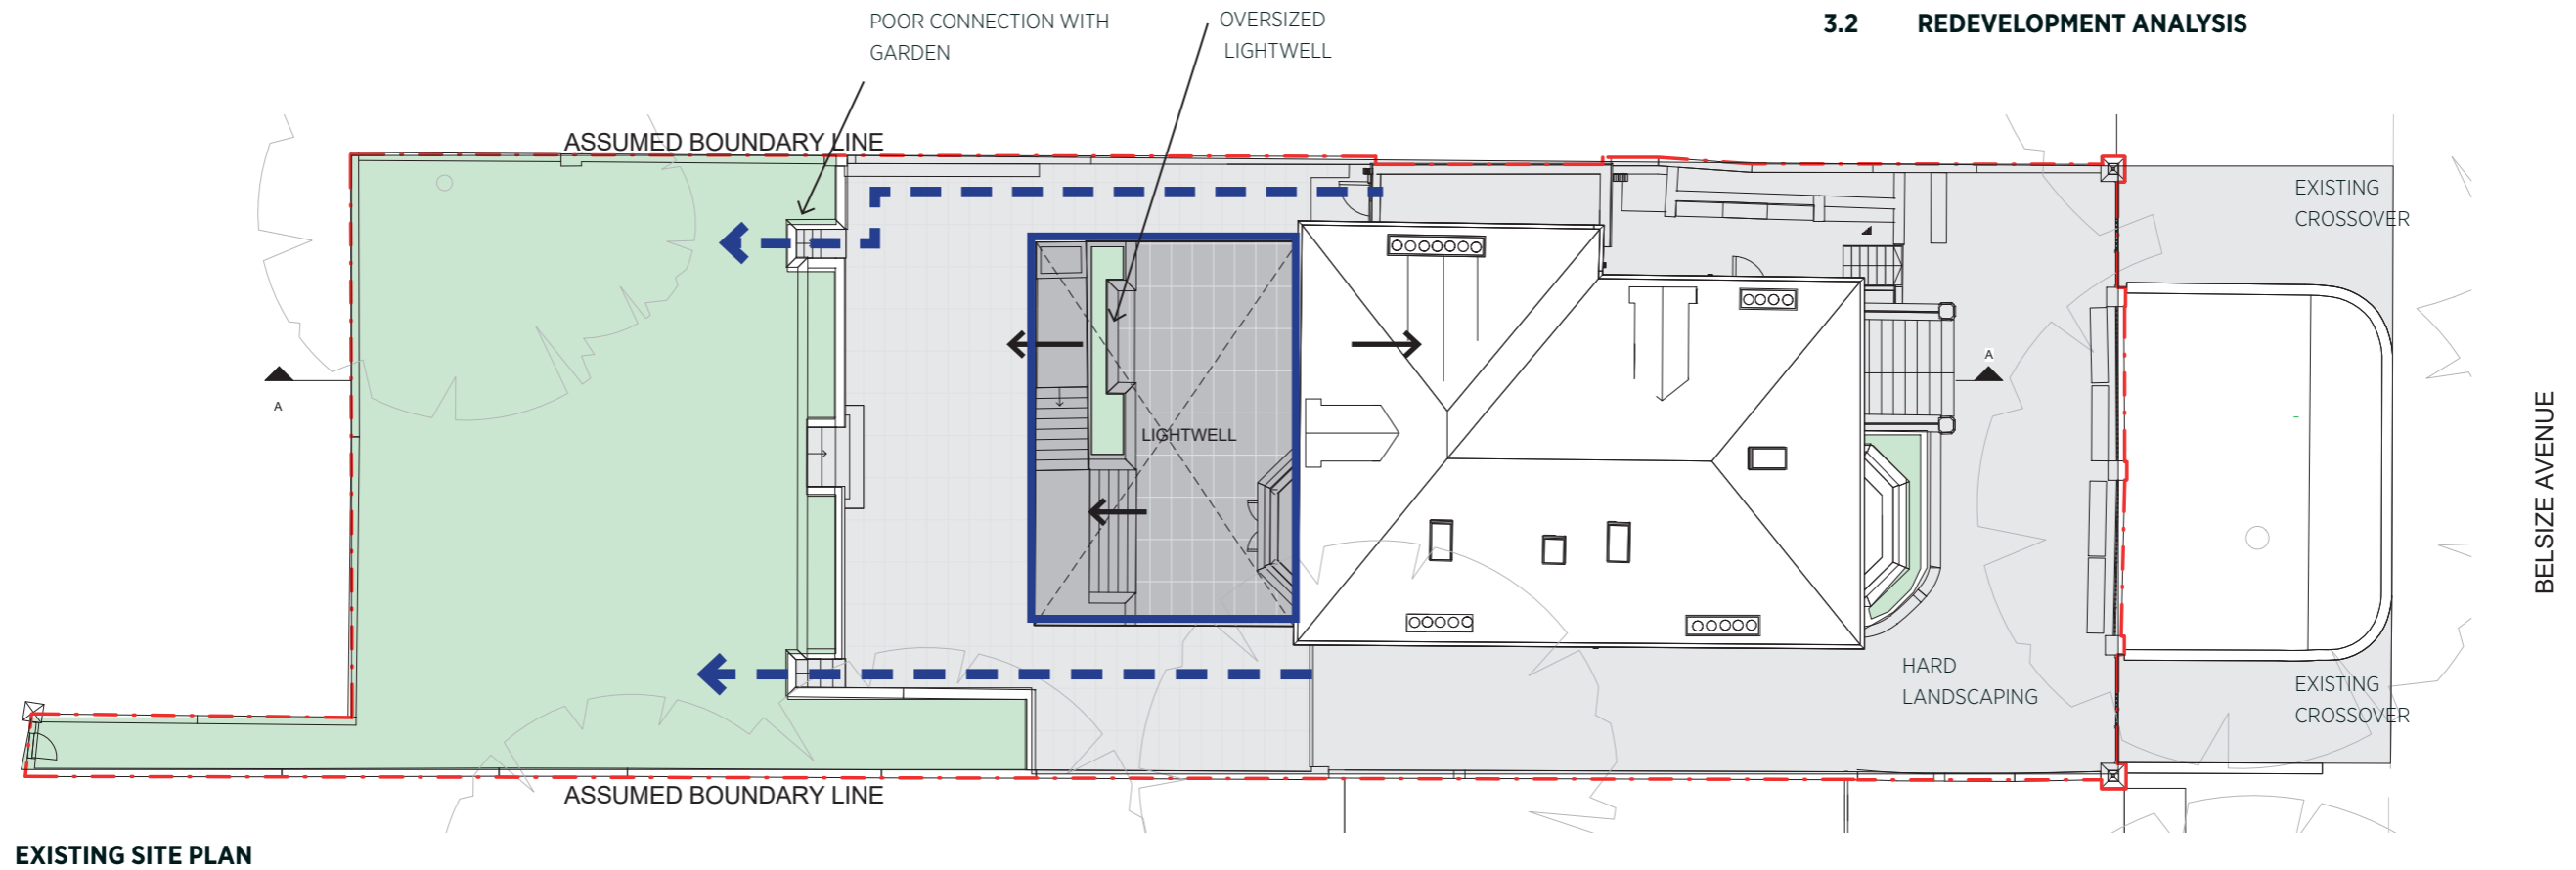 POOR CONNECTION WITH
GARDEN
OVERSIZED
LIGHTWELL
3.2 REDEVELOPMENT ANALYSIS
ASSUMED BOUNDARY LINE
EXISTING
CROSSOVER
A
A
LIGHTWELL
BELSIZE AVENUE
HARD
LANDSCAPING
EXISTING
CROSSOVER
ASSUMED BOUNDARY LINE
EXISTING SITE PLAN